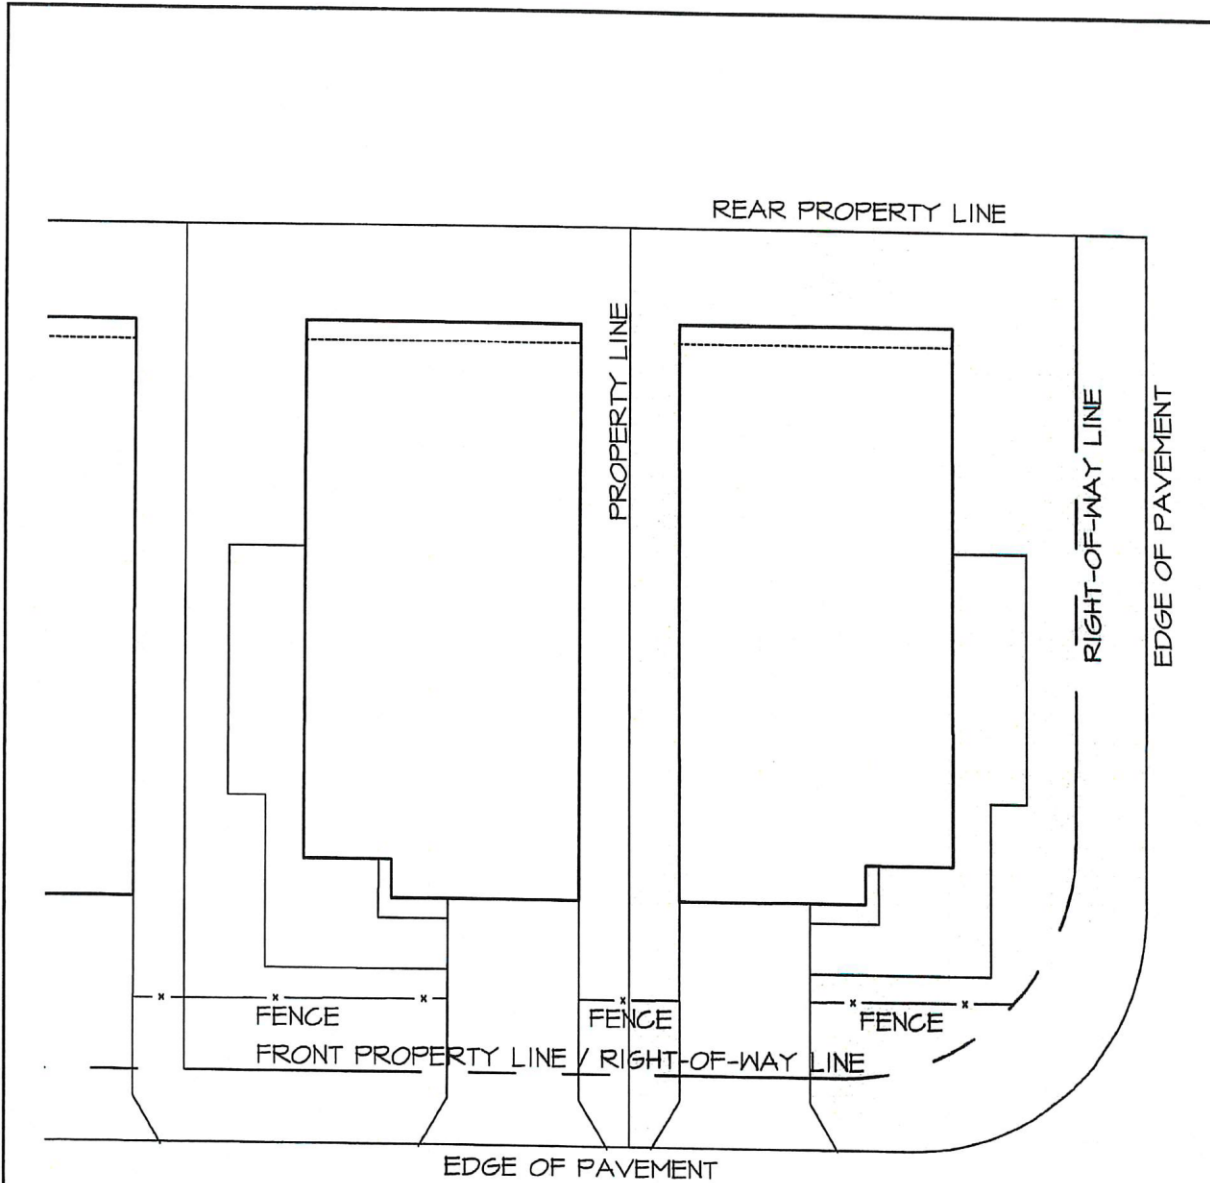 REAR PROPERTY LINE
PROPERTY LINE
RIGHT-OF-WAY LINE
EDGE OF PAVEMENT
FENCE
FENCE
FENCE
FRONT PROPERTY LINE / RIGHT-OF-WAY LINE
EDGE OF PAVEMENT